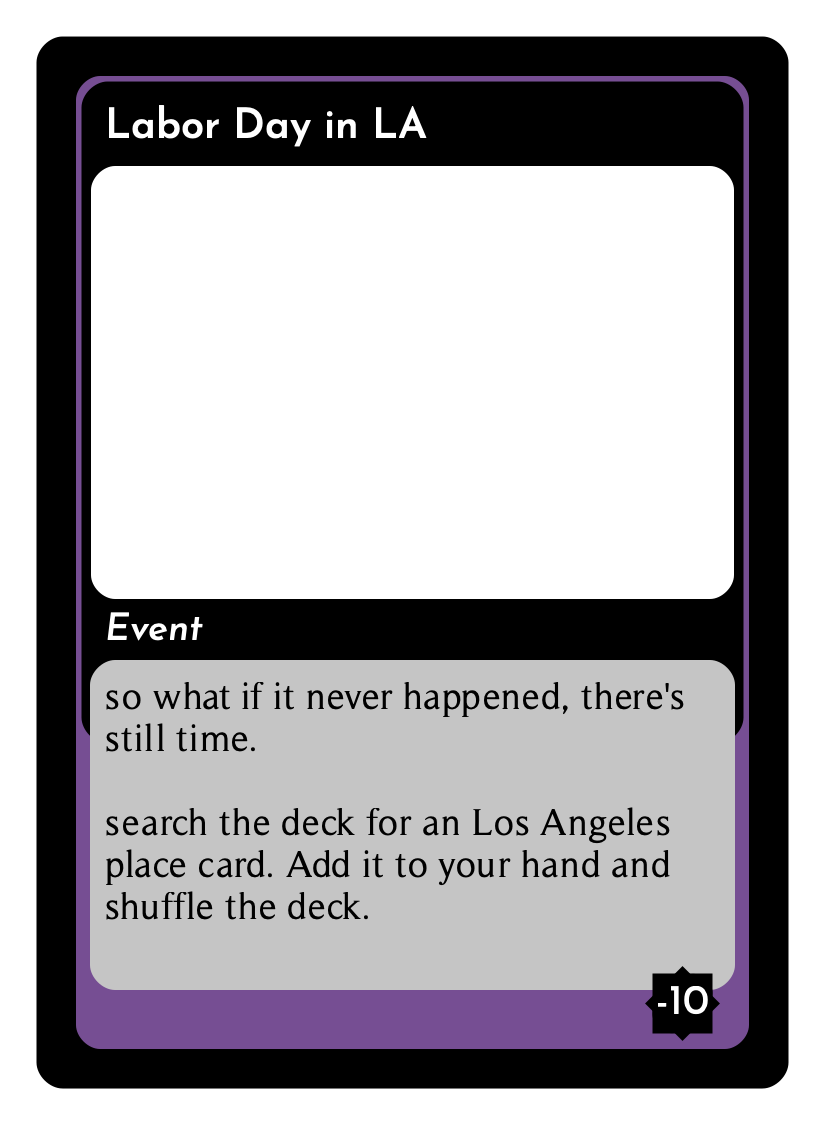 Labor Day in LA
Event
so what if it never happened, there's
still time.
search the deck for an Los Angeles
place card. Add it to your hand and
shuffle the deck.
-10